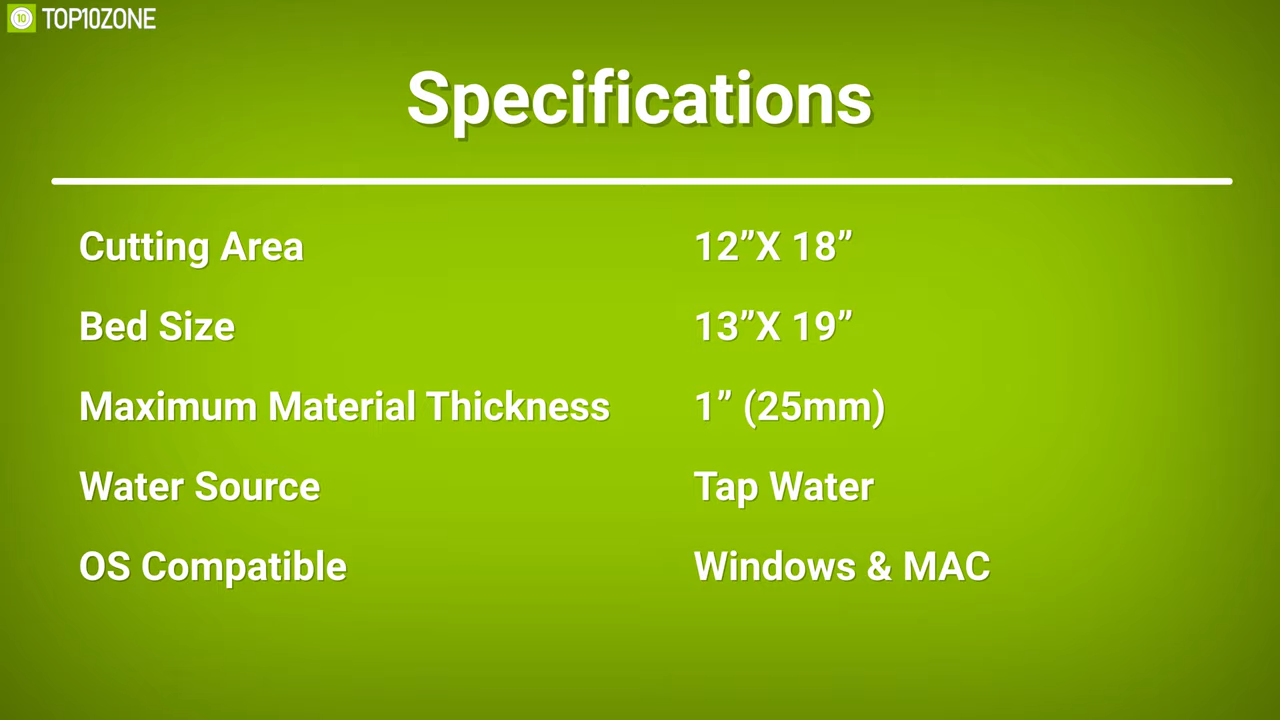 TOP10ZONE
Specifications
Cutting Area 12”X 18”
Bed Size 13”X 19”
Maximum Material Thickness 1” (25mm)
Water Source Tap Water
OS Compatible Windows & MAC